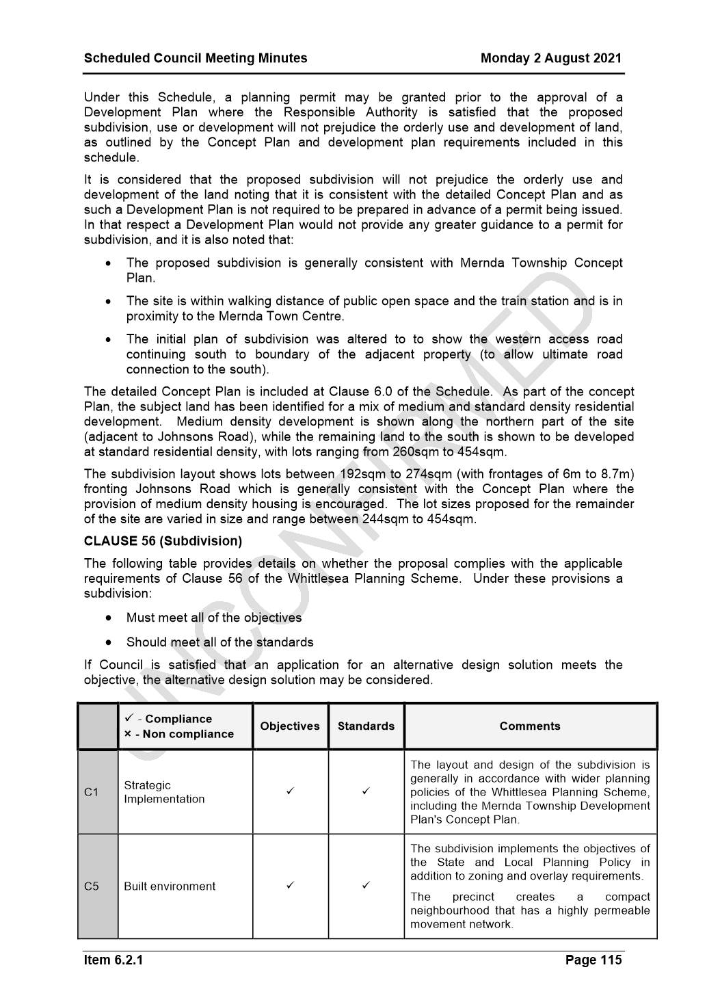 Scheduled Council Meeting Minutes Monday 2 August 2021
Under this Schedule, a planning permit may be granted prior to the approval of a
Development Plan where the Responsible Authority is satisfied that the proposed
subdivision, use or development will not prejudice the orderly use and development of land,
as outlined by the Concept Plan and development plan requirements included in this
schedule.
It is considered that the proposed subdivision will not prejudice the orderly use and
development of the land noting that it is consistent with the detailed Concept Plan and as
such a Development Plan is not required to be prepared in advance of a permit being issued.
In that respect a Development Plan would not provide any greater guidance to a permit for
subdivision, and it is also noted that:
• The proposed subdivision is generally consistent with Mernda Township Concept
Plan.
• The site is within walking distance of public open space and the train station and is in
proximity to the Mernda Town Centre.
• The initial plan of subdivision was altered to to show the western access road
continuing south to boundary of the adjacent property (to allow ultimate road
connection to the south).
The detailed Concept Plan is included at Clause 6.0 of the Schedule. As part of the concept
Plan, the subject land has been identified for a mix of medium and standard density residential
development. Medium density development is shown along the northern part of the site
(adjacent to Johnsons Road), while the remaining land to the south is shown to be developed
at standard residential density, with lots ranging from 260sqm to 454sqm.
The subdivision layout shows lots between 192sqm to 274sqm (with frontages of 6m to 8.7m)
fronting Johnsons Road which is generally consistent with the Concept Plan where the
provision of medium density housing is encouraged. The lot sizes proposed for the remainder
of the site are varied in size and range between 244sqm to 454sqm.
CLAUSE 56 (Subdivision)
The following table provides details on whether the proposal complies with the applicable
requirements of Clause 56 of the Whittlesea Planning Scheme. Under these provisions a
subdivision:
• Must meet all of the objectives
• Should meet all of the standards
If Council is satisfied that an application for an alternative design solution meets the
objective, the alternative design solution may be considered.
✓ - Compliance
× - Non compliance
Objectives
Standards
Comments
C1
Strategic
Implementation
✓
✓
The layout and design of the subdivision is
generally in accordance with wider planning
policies of the Whittlesea Planning Scheme,
including the Mernda Township Development
Plan's Concept Plan.
C5
Built environment
✓
✓
The subdivision implements the objectives of
the State and Local Planning Policy in
addition to zoning and overlay requirements.
The precinct creates a compact
neighbourhood that has a highly permeable
movement network.
Item 6.2.1 Page 115
UNCONFIRMED